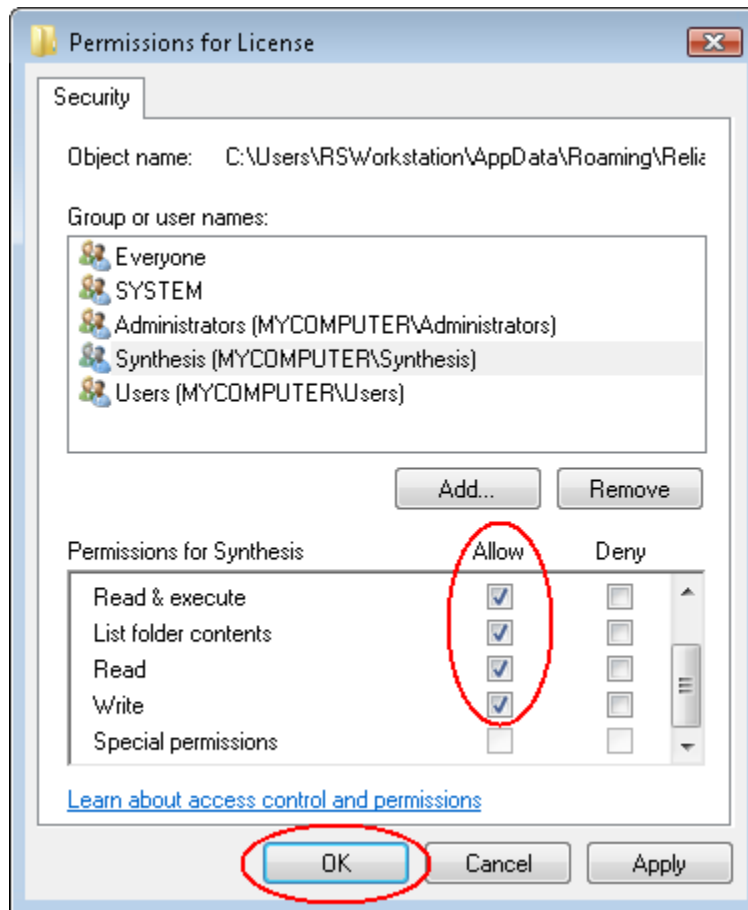 Permissions for License
Security
Object name: C:\Users\RSWorkstation\AppData\Roaming\Relia
Group or user names:
Everyone
SYSTEM
Administrators (MYCOMPUTER\Administrators)
Synthesis (MYCOMPUTER\Synthesis)
Users (MYCOMPUTER\Users)
Add... Remove
Permissions for Synthesis Allow Deny
Read & execute
List folder contents
Read
Write
Special permissions
Learn about access control and permissions
OK Cancel Apply